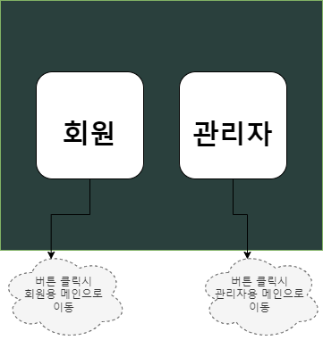 회원
관리자
버튼 클릭시
회원용 메인으로
이동
버튼 클릭시
관리자용 메인으로
이동